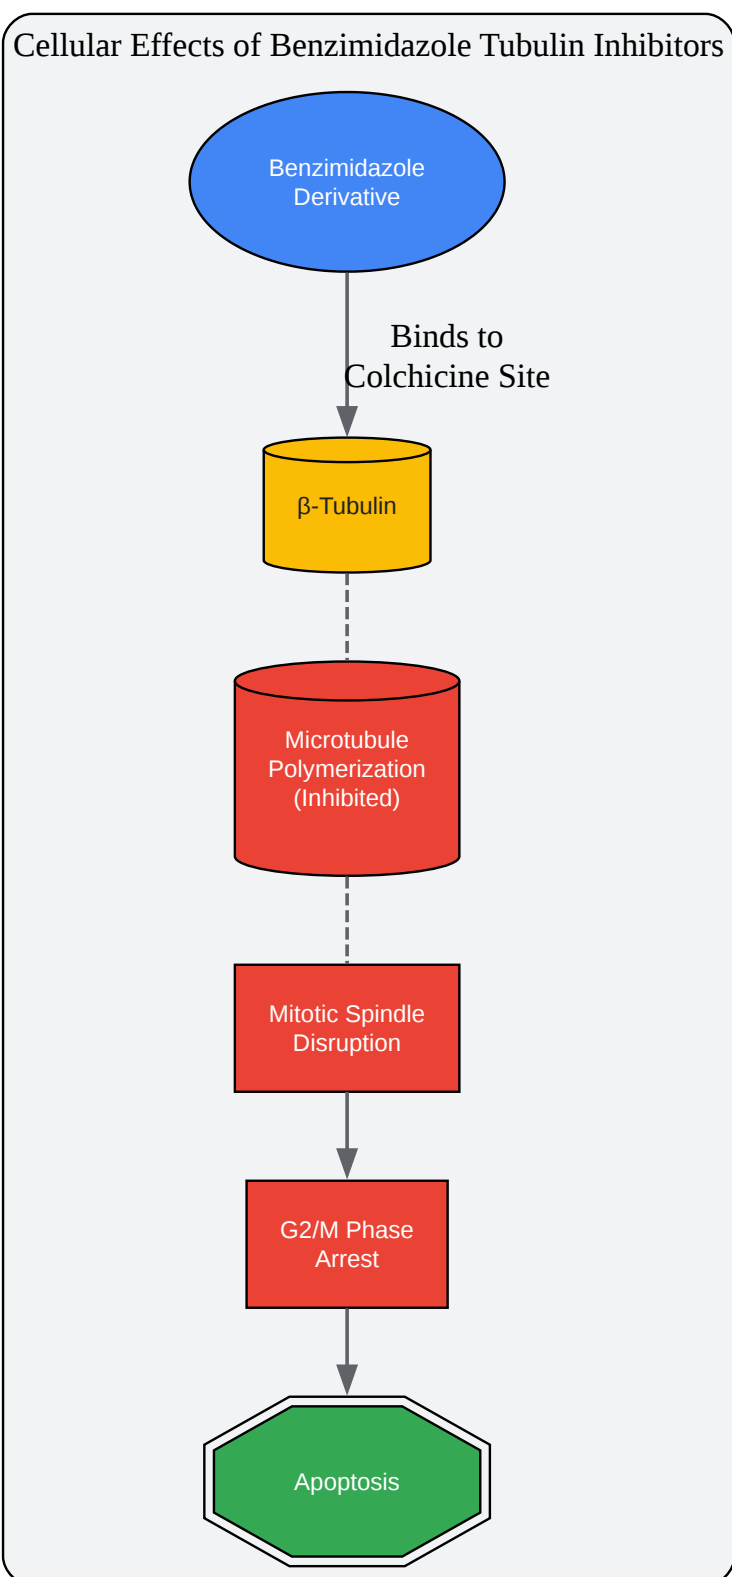 Cellular Effects of Benzimidazole Tubulin Inhibitors
Benzimidazole
Derivative
Binds to
Colchicine Site
β-Tubulin
Microtubule
Polymerization
(Inhibited)
Mitotic Spindle
Disruption
G2/M Phase
Arrest
Apoptosis